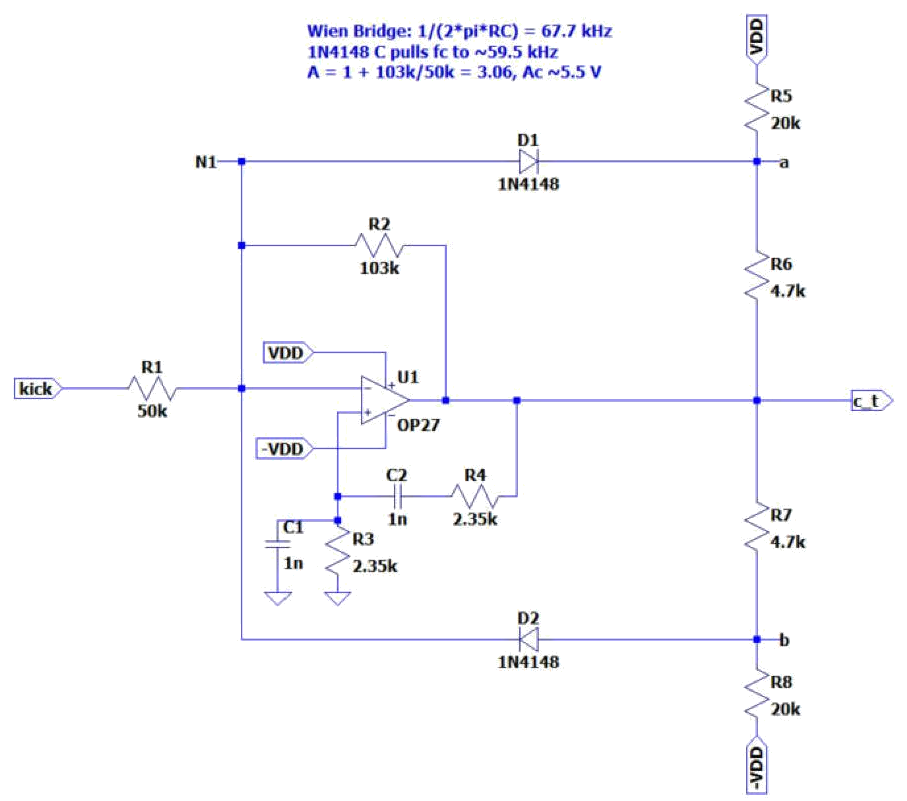 Wien Bridge: 1/(2*pi*RC) = 67.7 kHz
1N4148 C pulls fc to ~59.5 kHz
A = 1 + 103k/50k = 3.06, Ac ~5.5 V
VDD
R5
20k
D1
N1
a
1N4148
R2
103k
R6
4.7k
VDD
R1
U1
kick
50k
c_t
OP27
-VDD
C2
R4
1n
2.35k
C1
R3
1n
2.35k
R7
4.7k
D2
b
1N4148
R8
20k
-VDD